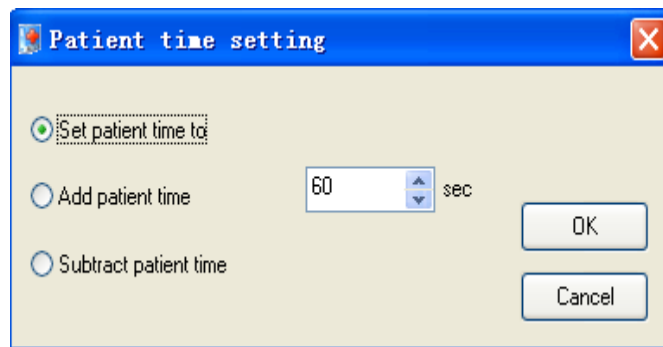 Patient time setting
Set patient time to
Add patient time
60
sec
Subtract patient time
OK
Cancel